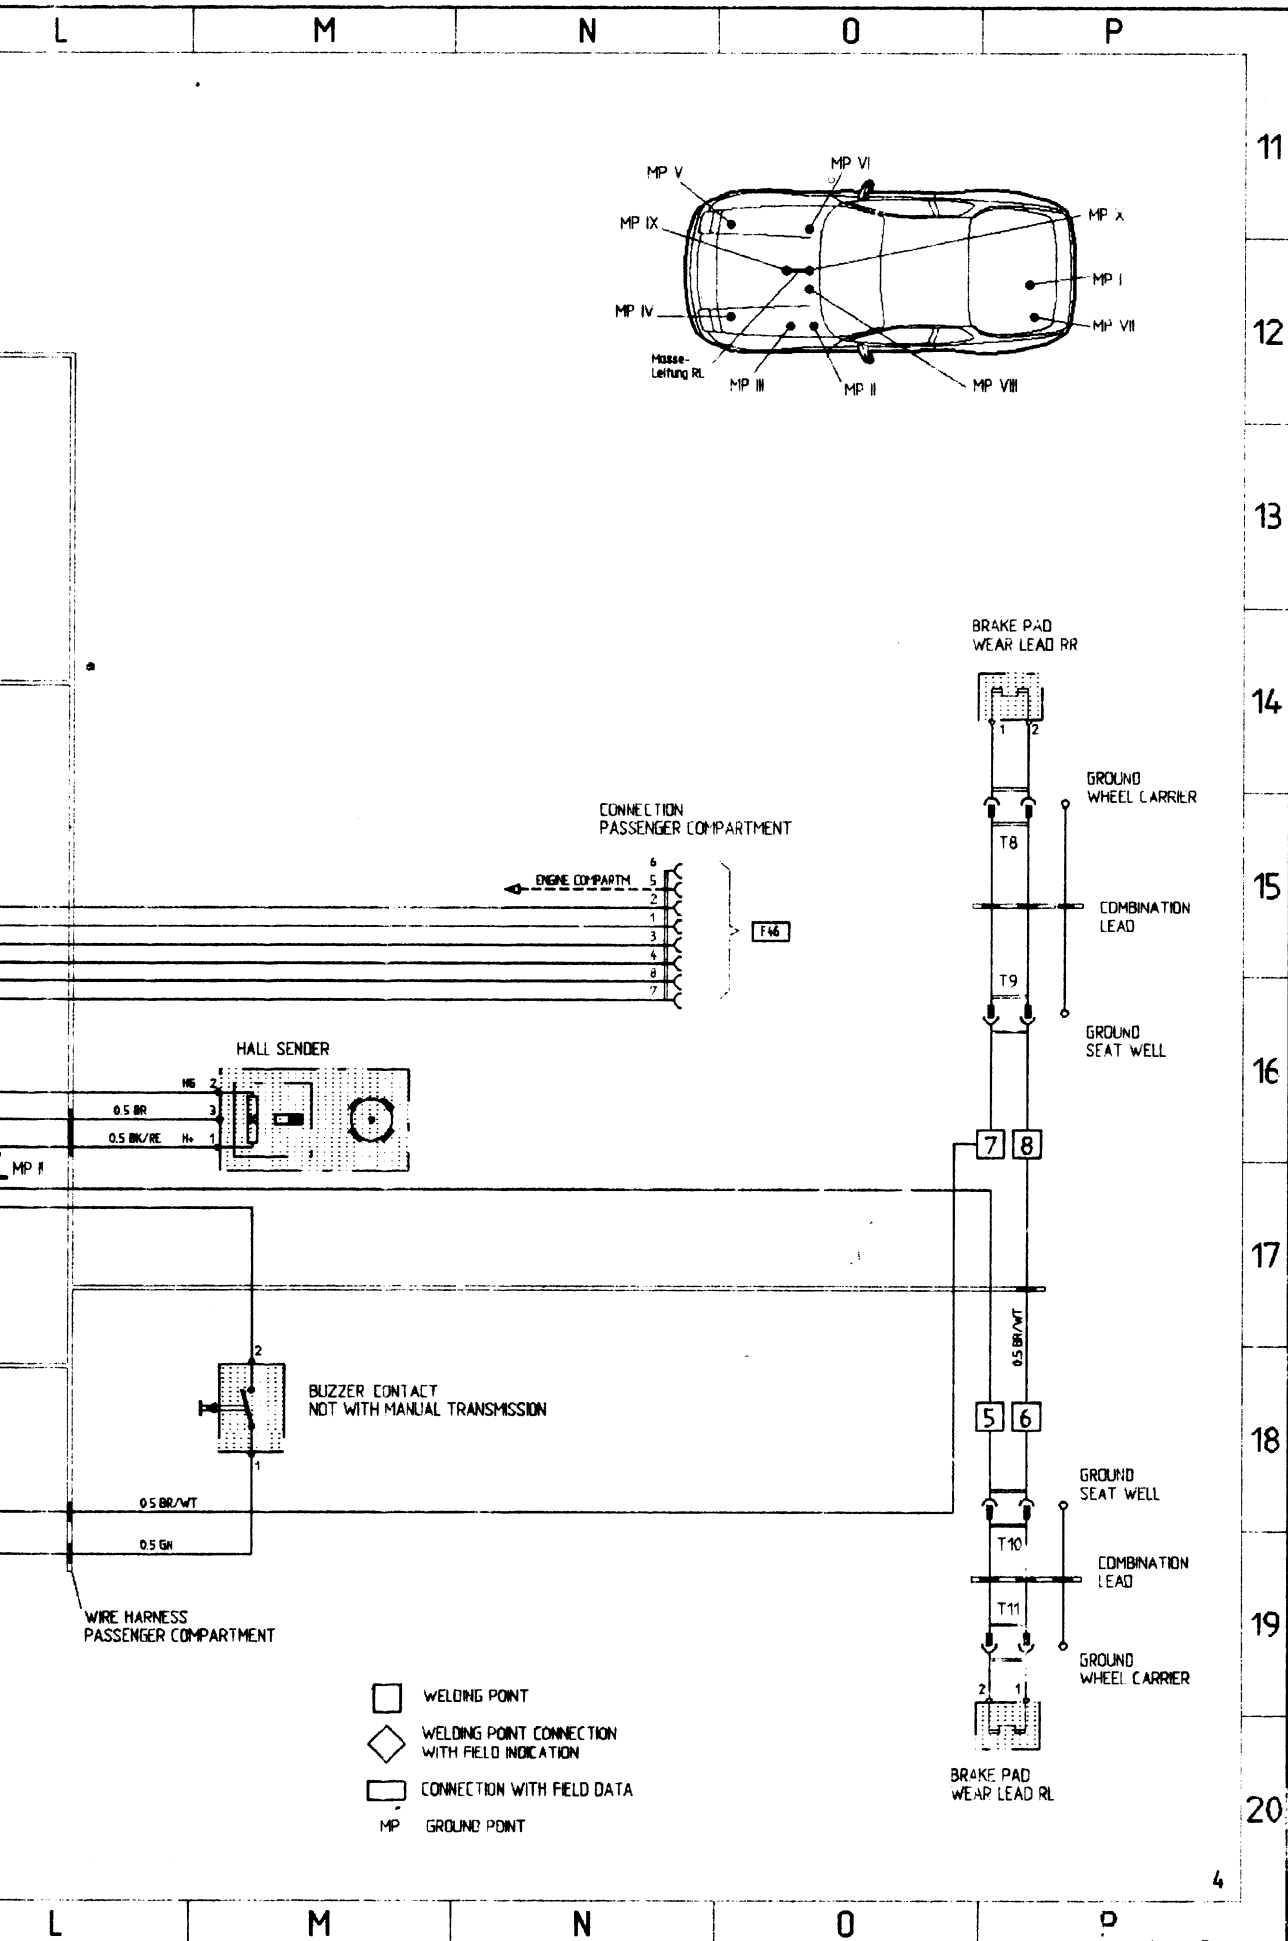 L M N O P
11
MP V
MP VI
MP IX
MP X
MP I
MP IV
MP VII
12
Masse-
Leitung RL
MP III
MP II
MP VIII
13
BRAKE PAD
WEAR LEAD RR
14
1 2
GROUND
WHEEL CARRIER
CONNECTION
PASSENGER COMPARTMENT
T8
6
ENGINE COMPARTM. 5
15
2
1
3
4
8
7
F46
COMBINATION
LEAD
T9
GROUND
SEAT WELL
HALL SENDER
16
HG 2
0.5 BR 3
0.5 BK/RE H+ 1
7 8
MP II
17
0.5 BR/WT
2
BUZZER CONTACT
NOT WITH MANUAL TRANSMISSION
5 6
18
1
GROUND
SEAT WELL
0.5 BR/WT
0.5 GN
T10
COMBINATION
LEAD
T11
WIRE HARNESS
PASSENGER COMPARTMENT
19
GROUND
WHEEL CARRIER
2 1
WELDING POINT
WELDING POINT CONNECTION
WITH FIELD INDICATION
CONNECTION WITH FIELD DATA
BRAKE PAD
WEAR LEAD RL
20
MP GROUND POINT
4
L M N O P